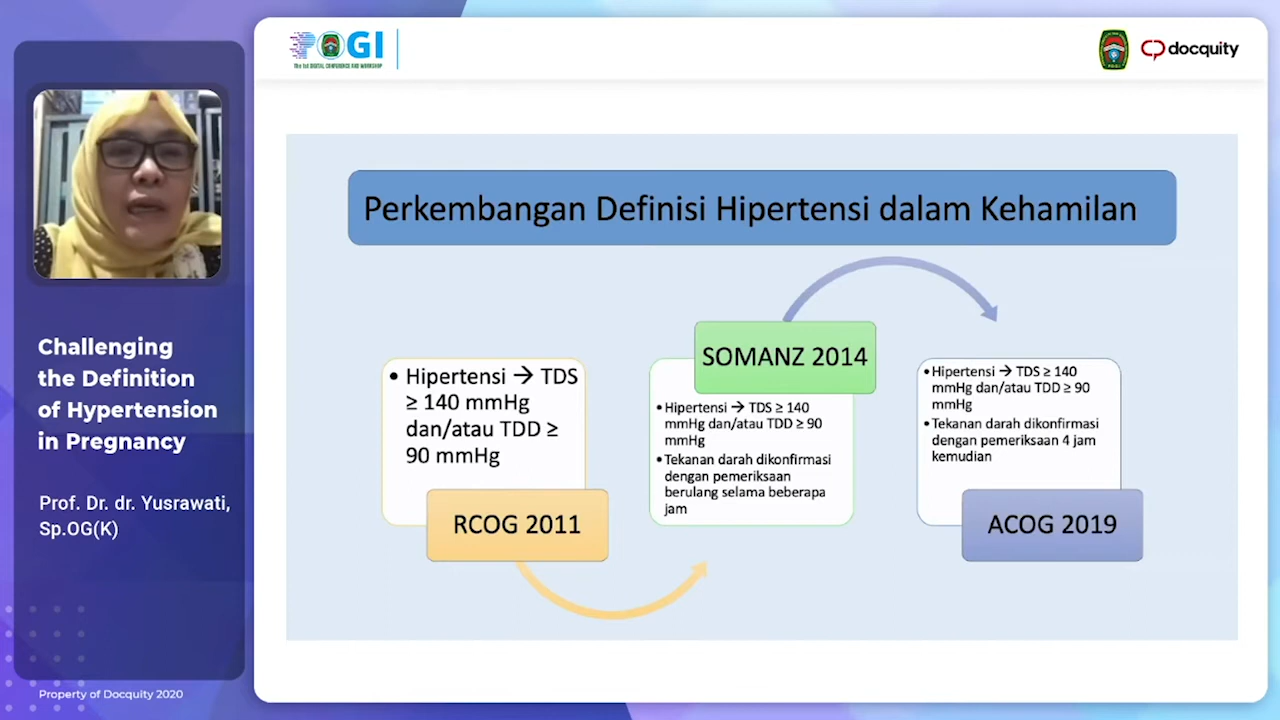 POGI
The 1st DIGITAL CONFERENCE AND WORKSHOP
docquity
Perkembangan Definisi Hipertensi dalam Kehamilan
• Hipertensi → TDS
≥ 140 mmHg
dan/atau TDD ≥
90 mmHg
RCOG 2011
SOMANZ 2014
• Hipertensi → TDS ≥ 140
mmHg dan/atau TDD ≥ 90
mmHg
• Tekanan darah dikonfirmasi
dengan pemeriksaan
berulang selama beberapa
jam
• Hipertensi → TDS ≥ 140
mmHg dan/atau TDD ≥ 90
mmHg
• Tekanan darah dikonfirmasi
dengan pemeriksaan 4 jam
kemudian
ACOG 2019
Challenging
the Definition
of Hypertension
in Pregnancy
Prof. Dr. dr. Yusrawati,
Sp.OG(K)
Property of Docquity 2020